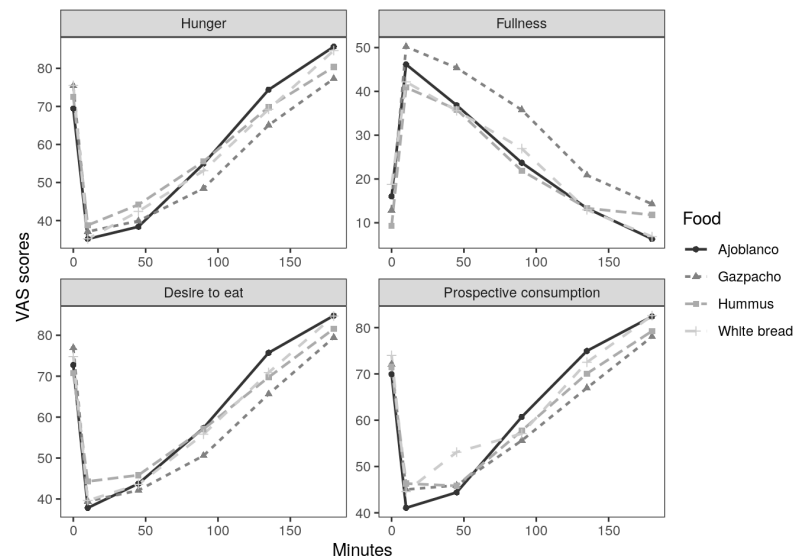 Hunger
Fullness
80
70
60
50
40
0 50 100 150
50
40
30
20
10
0 50 100 150
Desire to eat
Prospective consumption
80
70
60
50
40
0 50 100 150
80
70
60
50
40
0 50 100 150
VAS scores
Minutes
Food
Ajoblanco
Gazpacho
Hummus
White bread